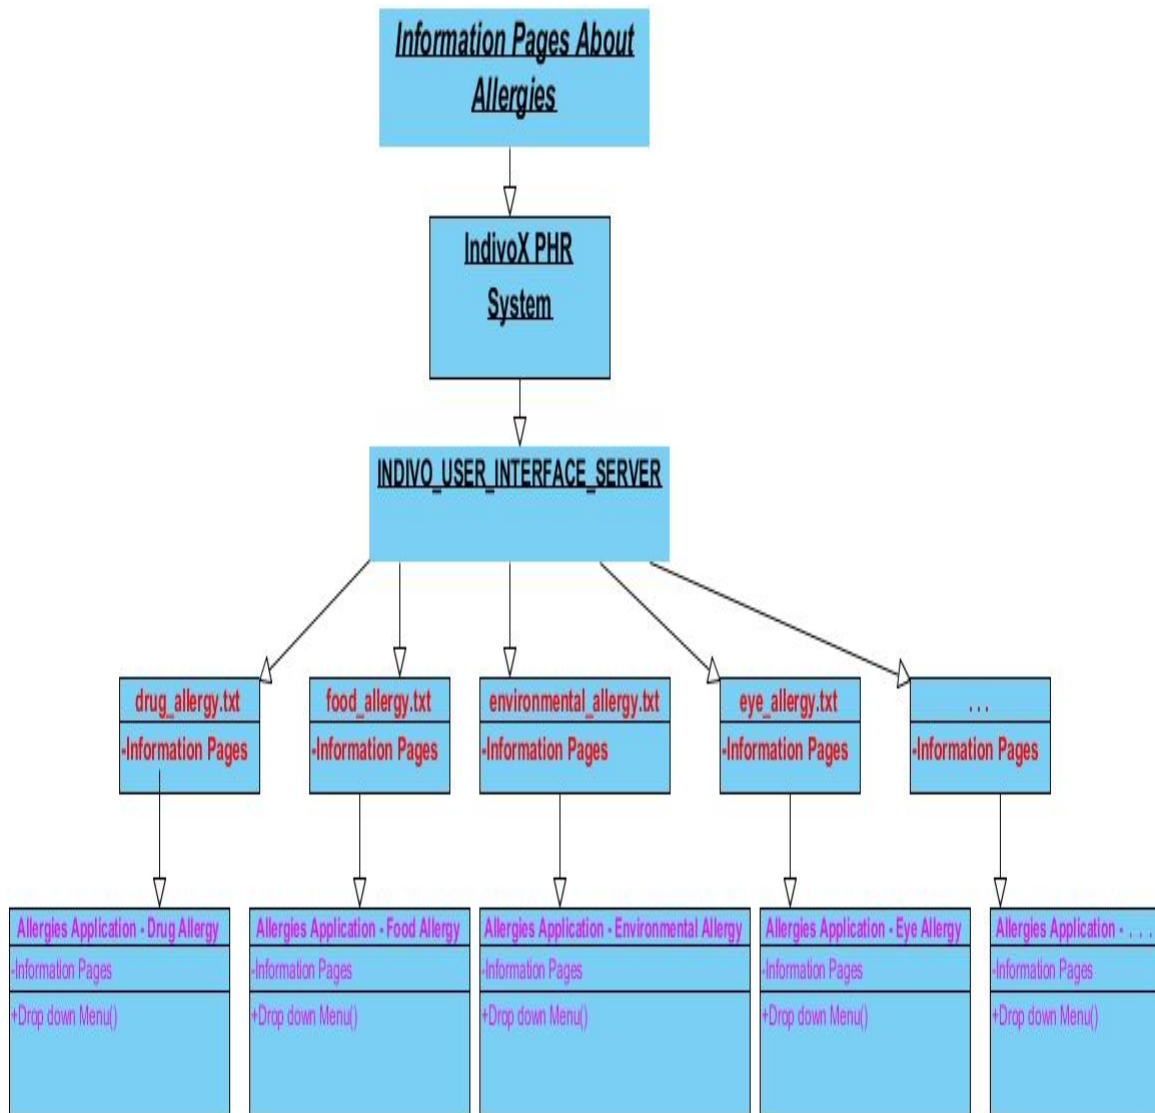 Information Pages About
Allergies
IndivoX PHR
System
INDIVO_USER_INTERFACE_SERVER
drug_allergy.txt
-Information Pages
food_allergy.txt
-Information Pages
environmental_allergy.txt
-Information Pages
eye_allergy.txt
-Information Pages
. . .
-Information Pages
Allergies Application - Drug Allergy
-Information Pages
+Drop down Menu()
Allergies Application - Food Allergy
-Information Pages
+Drop down Menu()
Allergies Application - Environmental Allergy
-Information Pages
+Drop down Menu()
Allergies Application - Eye Allergy
-Information Pages
+Drop down Menu()
Allergies Application - . . .
-Information Pages
+Drop down Menu()